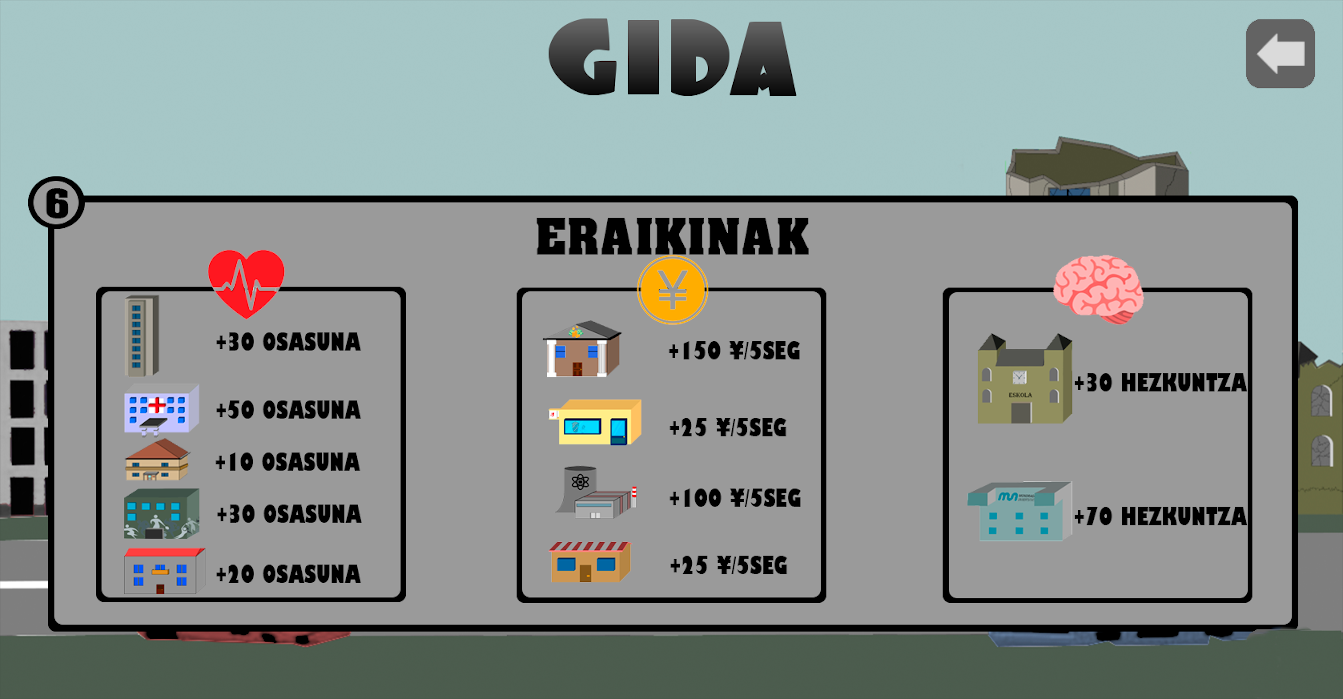 GIDA
6
ERAIKINAK
+30 OSASUNA
+50 OSASUNA
+10 OSASUNA
+30 OSASUNA
+20 OSASUNA
¥
+150 ¥/5SEG
+25 ¥/5SEG
+100 ¥/5SEG
+25 ¥/5SEG
ESKOLA
+30 HEZKUNTZA
+70 HEZKUNTZA